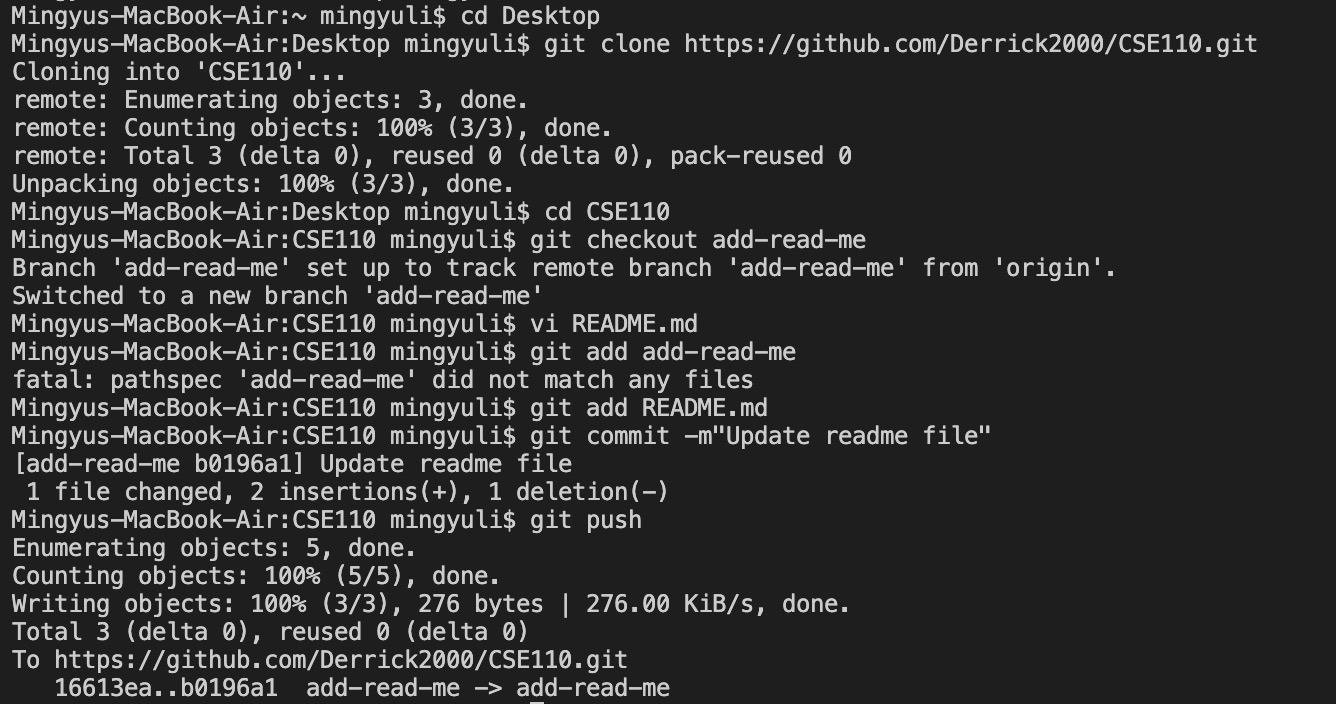 Mingyus-MacBook-Air:~ mingyuli$ cd Desktop
Mingyus-MacBook-Air:Desktop mingyuli$ git clone https://github.com/Derrick2000/CSE110.git
Cloning into 'CSE110'...
remote: Enumerating objects: 3, done.
remote: Counting objects: 100% (3/3), done.
remote: Total 3 (delta 0), reused 0 (delta 0), pack-reused 0
Unpacking objects: 100% (3/3), done.
Mingyus-MacBook-Air:Desktop mingyuli$ cd CSE110
Mingyus-MacBook-Air:CSE110 mingyuli$ git checkout add-read-me
Branch 'add-read-me' set up to track remote branch 'add-read-me' from 'origin'.
Switched to a new branch 'add-read-me'
Mingyus-MacBook-Air:CSE110 mingyuli$ vi README.md
Mingyus-MacBook-Air:CSE110 mingyuli$ git add add-read-me
fatal: pathspec 'add-read-me' did not match any files
Mingyus-MacBook-Air:CSE110 mingyuli$ git add README.md
Mingyus-MacBook-Air:CSE110 mingyuli$ git commit -m"Update readme file"
[add-read-me b0196a1] Update readme file
 1 file changed, 2 insertions(+), 1 deletion(-)
Mingyus-MacBook-Air:CSE110 mingyuli$ git push
Enumerating objects: 5, done.
Counting objects: 100% (5/5), done.
Writing objects: 100% (3/3), 276 bytes | 276.00 KiB/s, done.
Total 3 (delta 0), reused 0 (delta 0)
To https://github.com/Derrick2000/CSE110.git
   16613ea..b0196a1  add-read-me -> add-read-me